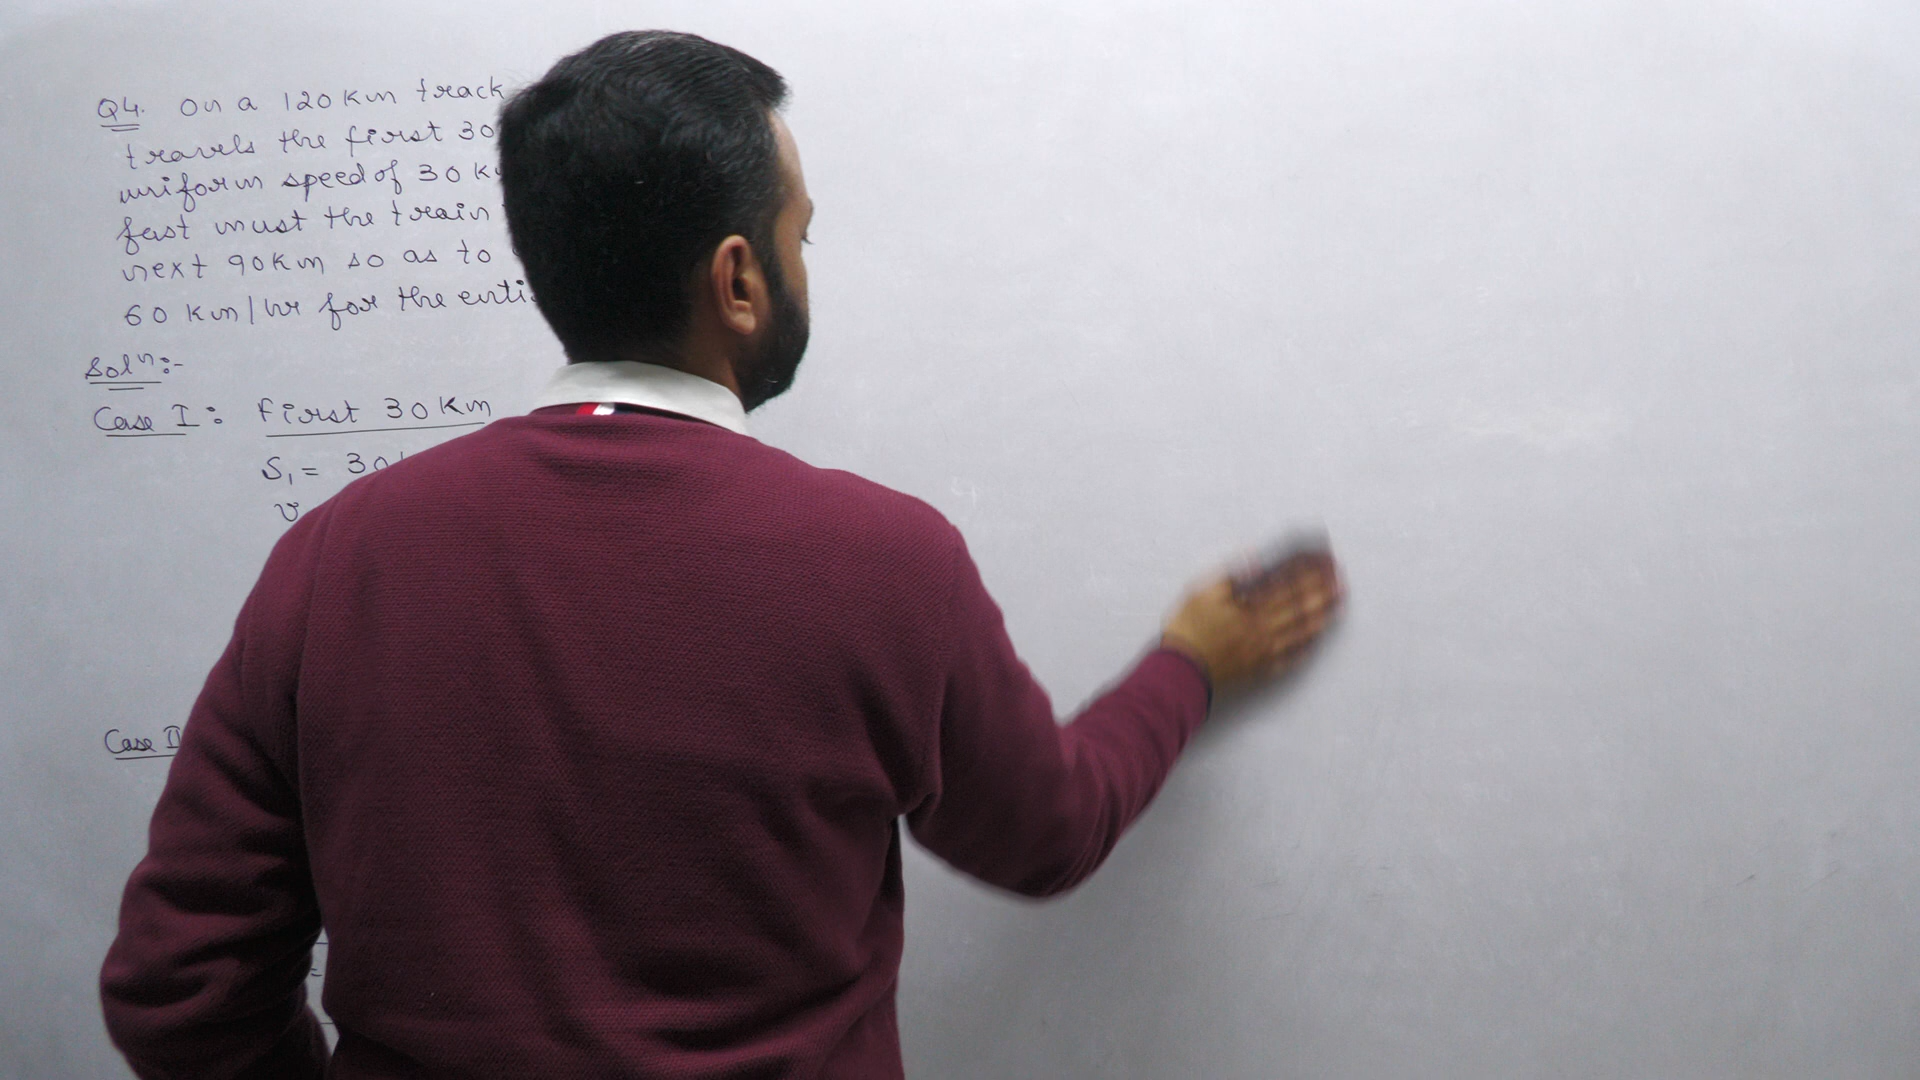 Q4. On a 120 Km track
travels the first 30
uniform speed of 30
fast must the train
next 90Km so as to
60 Km/hr for the
Solⁿ:-
Case I: First 30 Km
S₁ = 30
v
Case II
=